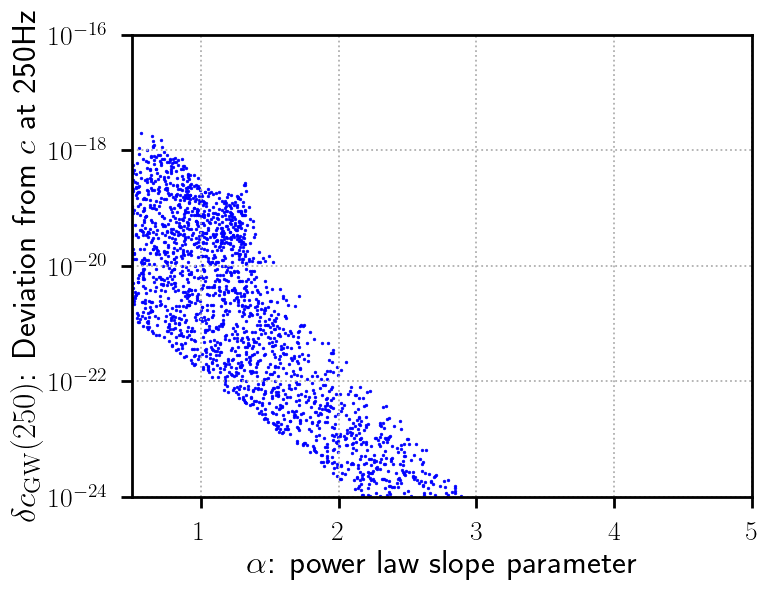 δc_GW(250): Deviation from c at 250Hz
10^−16
10^−18
10^−20
10^−22
10^−24
1 2 3 4 5
α: power law slope parameter